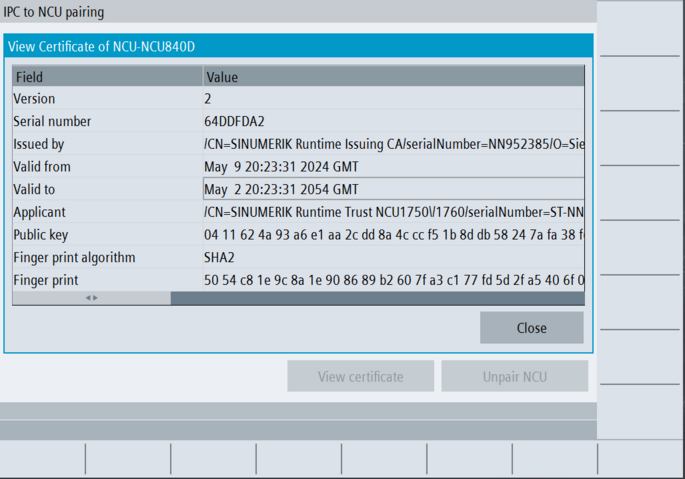 IPC to NCU pairing
View Certificate of NCU-NCU840D
Field Value
Version 2
Serial number 64DDFDA2
Issued by /CN=SINUMERIK Runtime Issuing CA/serialNumber=NN952385/O=Sie
Valid from May 9 20:23:31 2024 GMT
Valid to May 2 20:23:31 2054 GMT
Applicant /CN=SINUMERIK Runtime Trust NCU1750\/1760/serialNumber=ST-NN
Public key 04 11 62 4a 93 a6 e1 aa 2c dd 8a 4c cc f5 1b 8d db 58 24 7a fa 38 f
Finger print algorithm SHA2
Finger print 50 54 c8 1e 9c 8a 1e 90 86 89 b2 60 7f a3 c1 77 fd 5d 2f a5 40 6f 0
Close
View certificate Unpair NCU